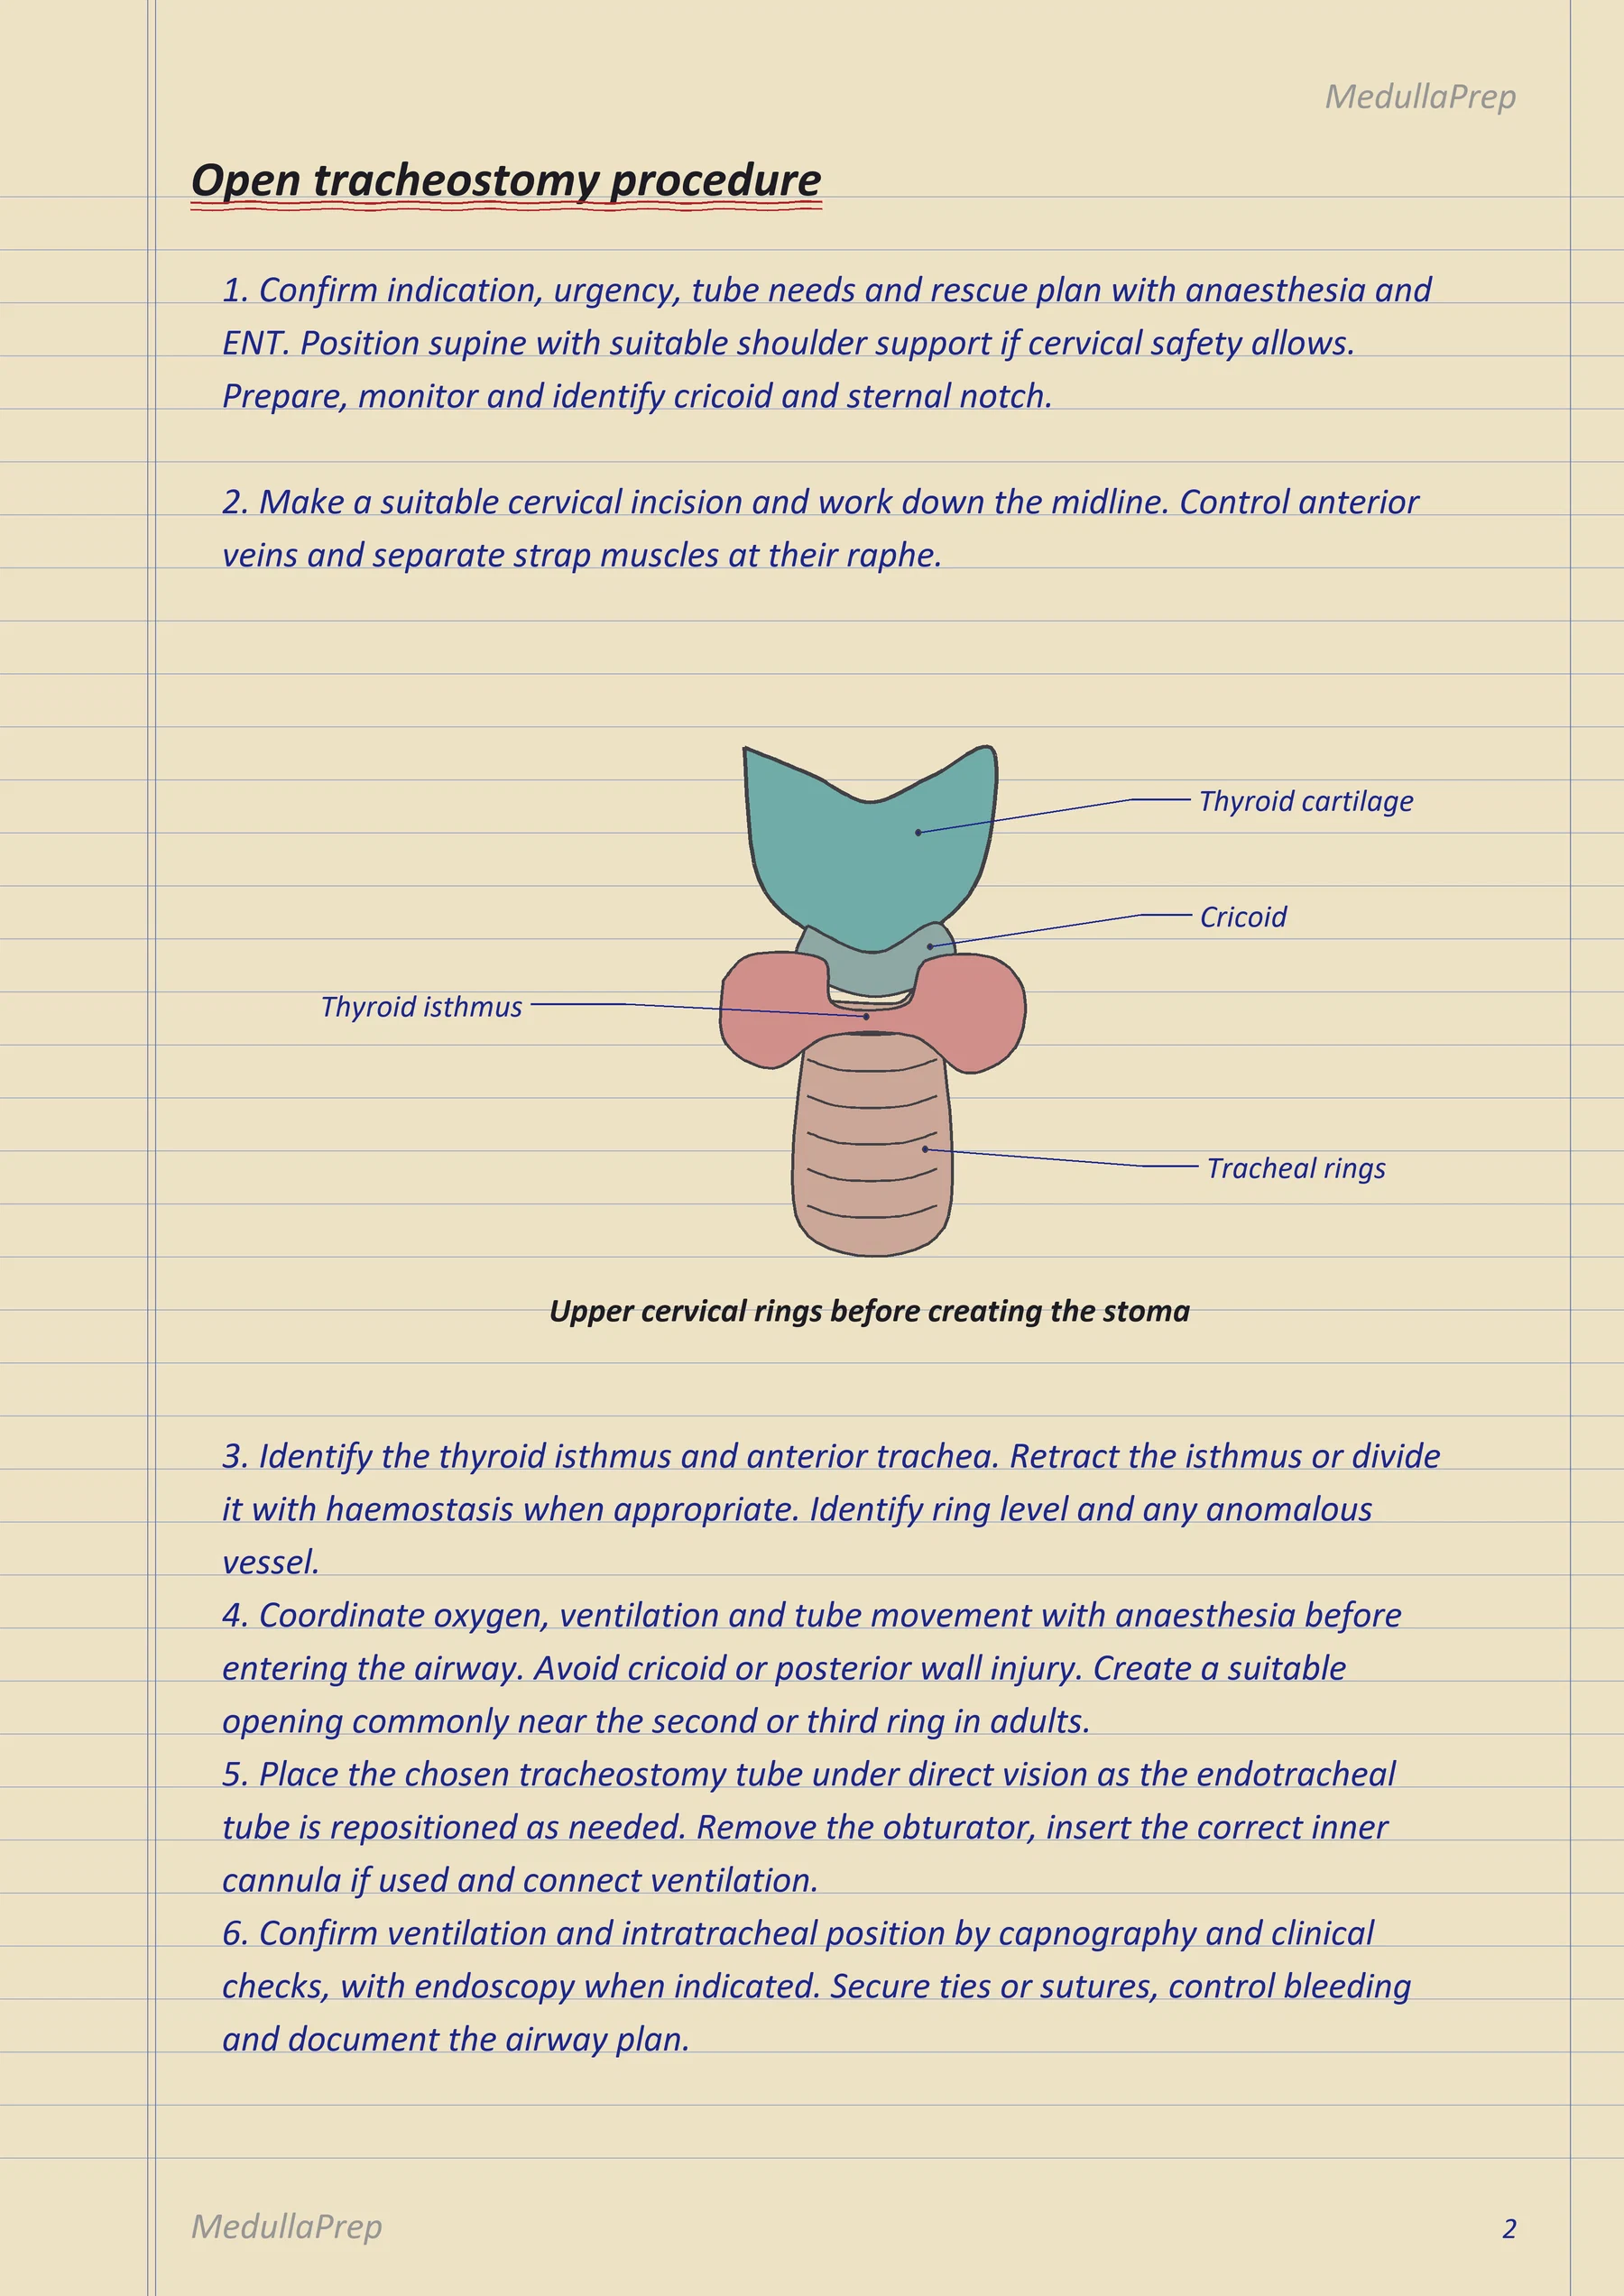 MedullaPrep
Open tracheostomy procedure
1. Confirm indication, urgency, tube needs and rescue plan with anaesthesia and
ENT. Position supine with suitable shoulder support if cervical safety allows.
Prepare, monitor and identify cricoid and sternal notch.
2. Make a suitable cervical incision and work down the midline. Control anterior
veins and separate strap muscles at their raphe.
Thyroid cartilage
Cricoid
Thyroid isthmus
Tracheal rings
Upper cervical rings before creating the stoma
3. Identify the thyroid isthmus and anterior trachea. Retract the isthmus or divide
it with haemostasis when appropriate. Identify ring level and any anomalous
vessel.
4. Coordinate oxygen, ventilation and tube movement with anaesthesia before
entering the airway. Avoid cricoid or posterior wall injury. Create a suitable
opening commonly near the second or third ring in adults.
5. Place the chosen tracheostomy tube under direct vision as the endotracheal
tube is repositioned as needed. Remove the obturator, insert the correct inner
cannula if used and connect ventilation.
6. Confirm ventilation and intratracheal position by capnography and clinical
checks, with endoscopy when indicated. Secure ties or sutures, control bleeding
and document the airway plan.
MedullaPrep
2